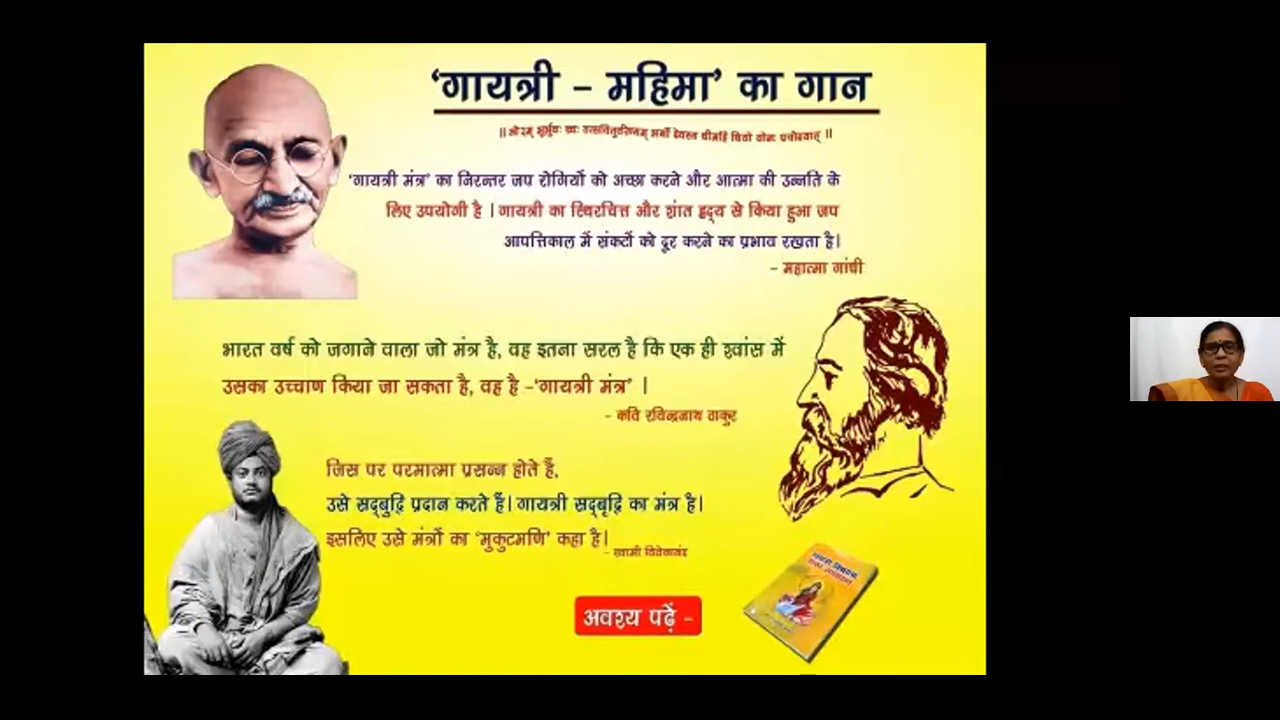 ‘गायत्री – महिमा’ का गान
'गायत्री मंत्र' का निरन्तर जप रोगियों को अच्छा करने और आत्मा की उन्नति के
लिए उपयोगी है | गायत्री का स्थिरचित्त और शांत हृदय से किया हुआ जप
आपत्तिकाल में संकटों को दूर करने का प्रभाव रखता है|
– महात्मा गांधी
भारत वर्ष को जगाने वाला जो मंत्र है, वह इतना सरल है कि एक ही श्वांस में
उसका उच्चाण किया जा सकता है, वह है –‘गायत्री मंत्र’ |
– कवि रविन्द्रनाथ ठाकुर
जिस पर परमात्मा प्रसन्न होते हैं,
उसे सद्बुद्धि प्रदान करते हैं| गायत्री सद्बुद्धि का मंत्र है|
इसलिए उसे मंत्रों का ‘मुकुटमणि’ कहा है|
– स्वामी विवेकानंद
अवश्य पढ़ें –